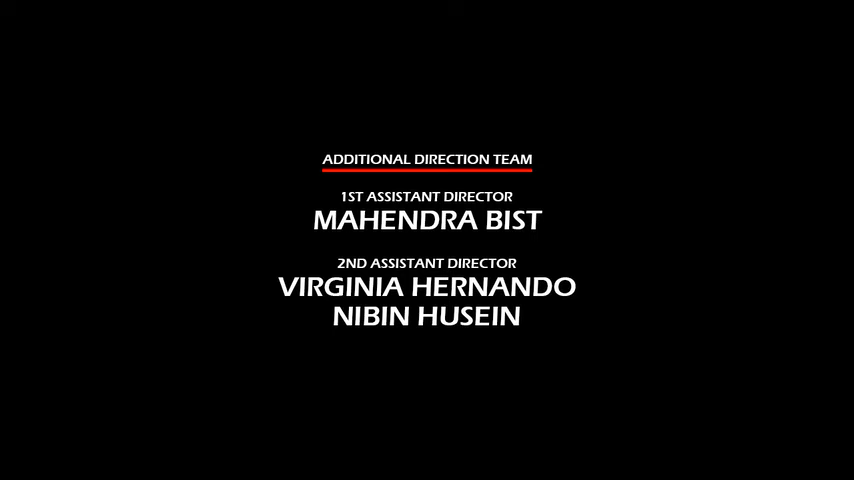 ADDITIONAL DIRECTION TEAM
1ST ASSISTANT DIRECTOR
MAHENDRA BIST
2ND ASSISTANT DIRECTOR
VIRGINIA HERNANDO
NIBIN HUSEIN